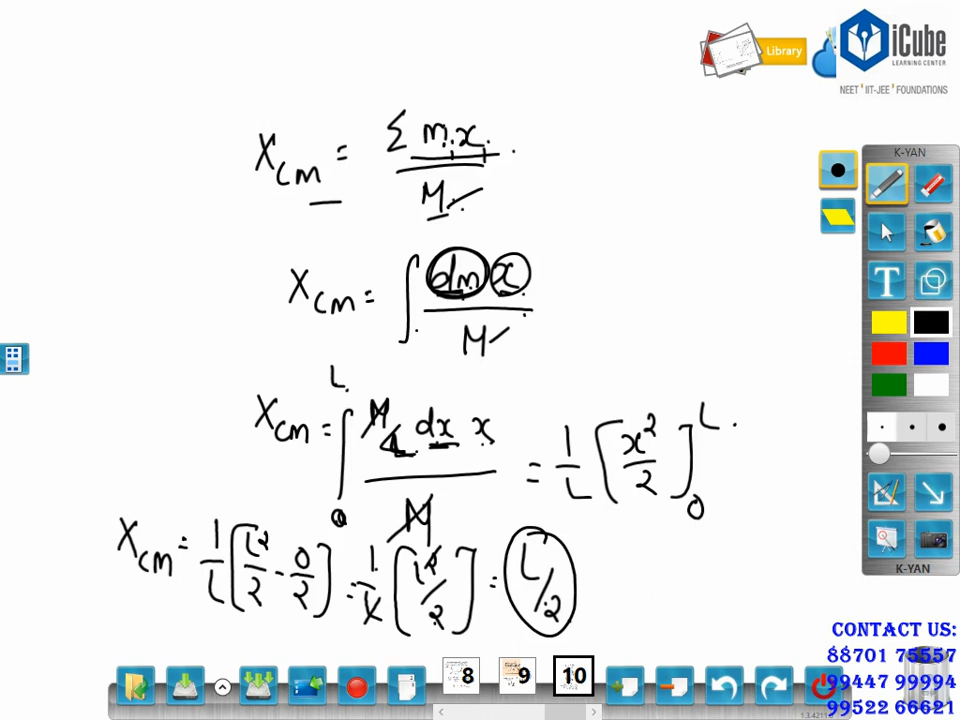 Library
iCube
LEARNING CENTER
NEET ' IIT-JEE ' FOUNDATIONS
K-YAN
Xcm = Σ m.x. / M
Xcm = ∫ dm x / M
Xcm = ∫₀ᴸ M/L dx x / M = 1/L [x²/2]₀ᴸ
Xcm = 1/L [L²/2 - 0/2] = 1/L [L²/2] = L/2
T
K-YAN
CONTACT US:
88701 75557
99447 99994
99522 66621
8 9 10